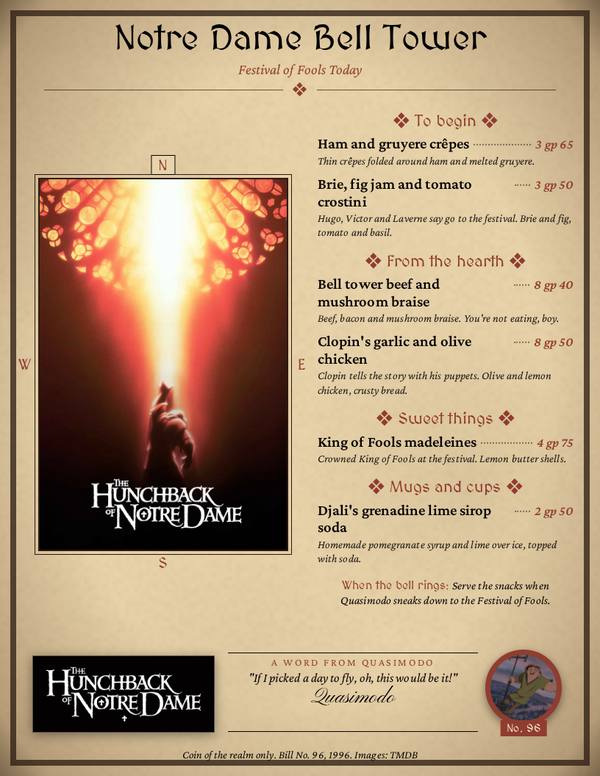 Notre Dame Bell Tower
Festival of Fools Today
N
W
E
S
THE
HUNCHBACK
OF NOTRE DAME
To begin
Ham and gruyere crêpes 3 gp 65
Thin crêpes folded around ham and melted gruyere.
Brie, fig jam and tomato 3 gp 50
crostini
Hugo, Victor and Laverne say go to the festival. Brie and fig,
tomato and basil.
From the hearth
Bell tower beef and 8 gp 40
mushroom braise
Beef, bacon and mushroom braise. You're not eating, boy.
Clopin's garlic and olive 8 gp 50
chicken
Clopin tells the story with his puppets. Olive and lemon
chicken, crusty bread.
Sweet things
King of Fools madeleines 4 gp 75
Crowned King of Fools at the festival. Lemon butter shells.
Mugs and cups
Djali's grenadine lime sirop 2 gp 50
soda
Homemade pomegranate syrup and lime over ice, topped
with soda.
When the bell rings: Serve the snacks when
Quasimodo sneaks down to the Festival of Fools.
THE
HUNCHBACK
OF NOTRE DAME
A WORD FROM QUASIMODO
"If I picked a day to fly, oh, this would be it!"
Quasimodo
No. 96
Coin of the realm only. Bill No. 96, 1996. Images: TMDB